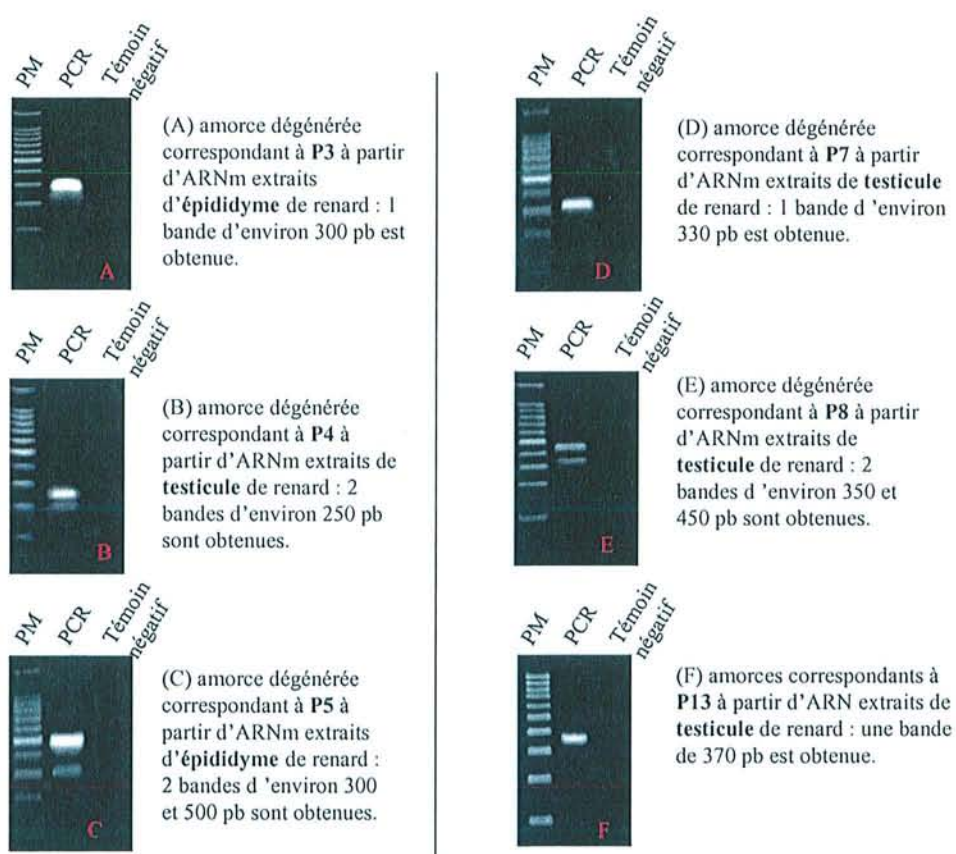 PM
PCR
Témoin
négatif
A
(A) amorce dégénérée
correspondant à P3 à partir
d'ARNm extraits
d'épididyme de renard : 1
bande d'environ 300 pb est
obtenue.
PM
PCR
Témoin
négatif
B
(B) amorce dégénérée
correspondant à P4 à
partir d'ARNm extraits de
testicule de renard : 2
bandes d'environ 250 pb
sont obtenues.
PM
PCR
Témoin
négatif
C
(C) amorce dégénérée
correspondant à P5 à
partir d'ARNm extraits
d'épididyme de renard :
2 bandes d 'environ 300
et 500 pb sont obtenues.
PM
PCR
Témoin
négatif
D
(D) amorce dégénérée
correspondant à P7 à partir
d'ARNm extraits de testicule
de renard : 1 bande d 'environ
330 pb est obtenue.
PM
PCR
Témoin
négatif
E
(E) amorce dégénérée
correspondant à P8 à partir
d'ARNm extraits de
testicule de renard : 2
bandes d 'environ 350 et
450 pb sont obtenues.
PM
PCR
Témoin
négatif
F
(F) amorces correspondants à
P13 à partir d'ARN extraits de
testicule de renard : une bande
de 370 pb est obtenue.